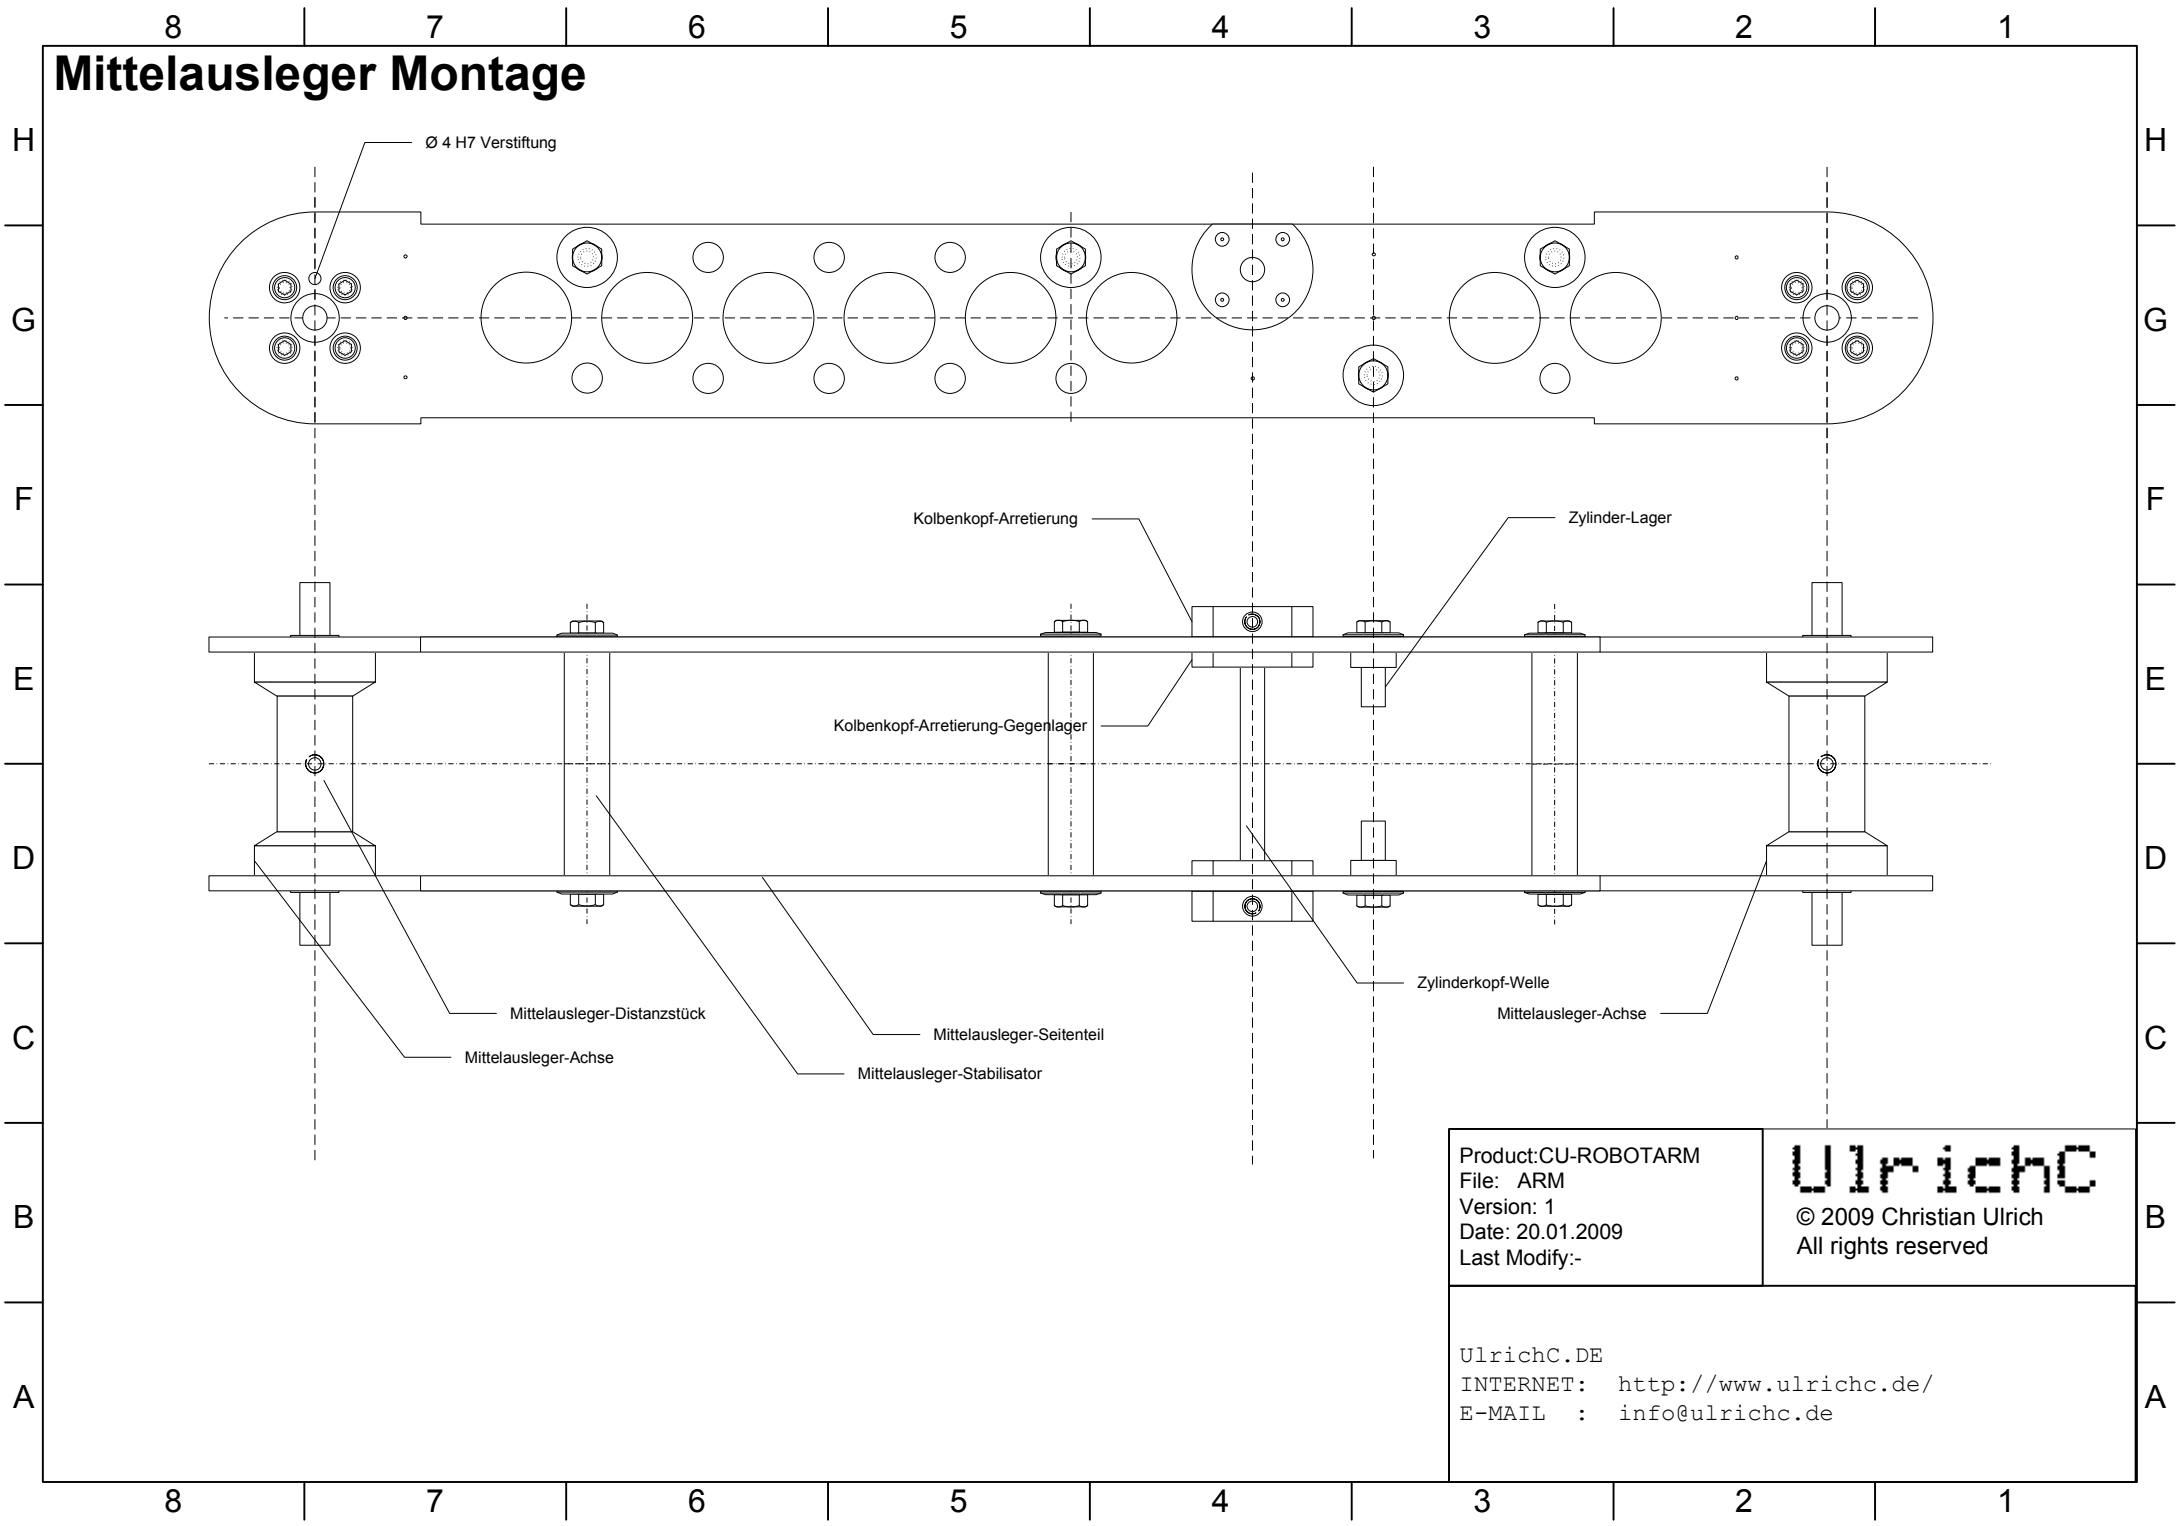 8 7 6 5 4 3 2 1
Mittelausleger Montage
H H
Ø 4 H7 Verstiftung
G G
F F
Kolbenkopf-Arretierung
Zylinder-Lager
E E
Kolbenkopf-Arretierung-Gegenlager
D D
Zylinderkopf-Welle
Mittelausleger-Distanzstück
Mittelausleger-Achse
Mittelausleger-Seitenteil
C C
Mittelausleger-Achse
Mittelausleger-Stabilisator
Product:CU-ROBOTARM
File: ARM
Version: 1
Date: 20.01.2009
Last Modify:-
UlrichC
© 2009 Christian Ulrich
All rights reserved
B B
UlrichC.DE
INTERNET: http://www.ulrichc.de/
E-MAIL : info@ulrichc.de
A A
8 7 6 5 4 3 2 1